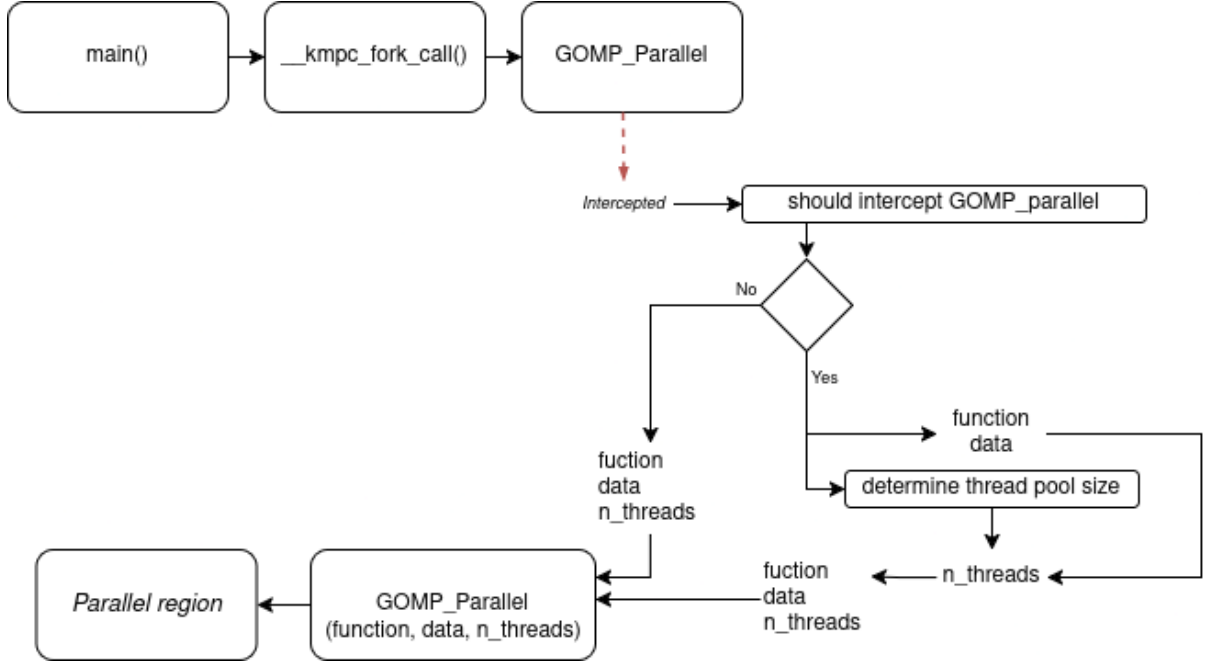 main()
__kmpc_fork_call()
GOMP_Parallel
Intercepted
should intercept GOMP_parallel
No
Yes
function
data
fuction
data
n_threads
determine thread pool size
n_threads
fuction
data
n_threads
Parallel region
GOMP_Parallel
(function, data, n_threads)